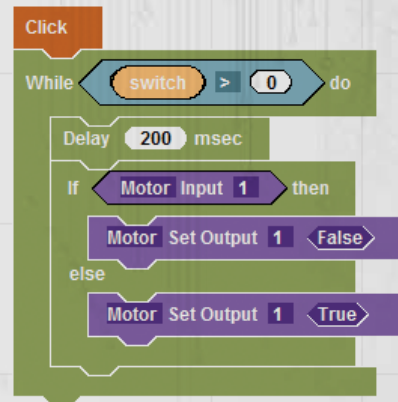 Click
While switch > 0 do
Delay 200 msec
If Motor Input 1 then
Motor Set Output 1 False
else
Motor Set Output 1 True